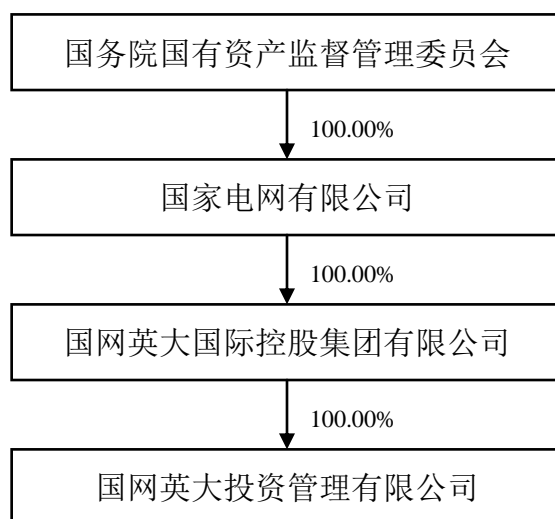 国务院国有资产监督管理委员会
100.00%
国家电网有限公司
100.00%
国网英大国际控股集团有限公司
100.00%
国网英大投资管理有限公司